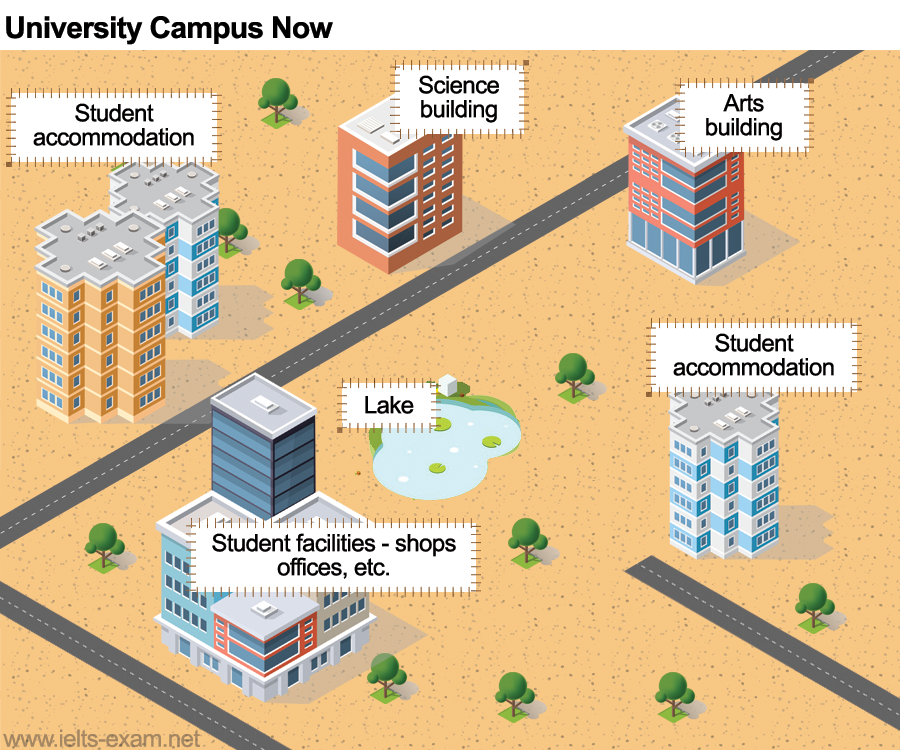 University Campus Now
Student
accommodation
Science
building
Arts
building
Student
accommodation
Lake
Student facilities - shops
offices, etc.
www.ielts-exam.net